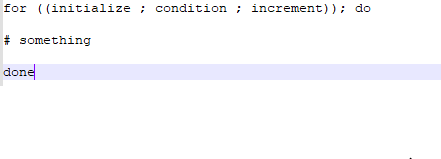 for ((initialize ; condition ; increment)); do
# something
done